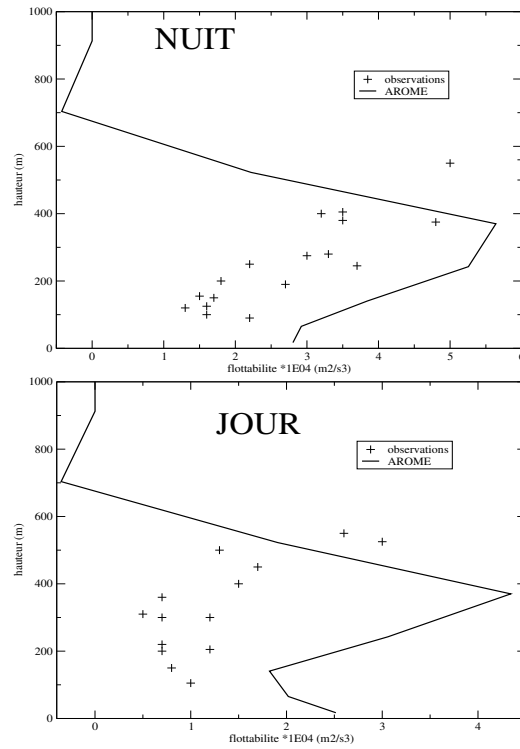 1000
NUIT
observations
AROME
800
600
400
200
0
hauteur (m)
0 1 2 3 4 5 6
flottabilite *1E04 (m2/s3)
1000
JOUR
observations
AROME
800
600
400
200
0
hauteur (m)
0 1 2 3 4
flottabilite *1E04 (m2/s3)